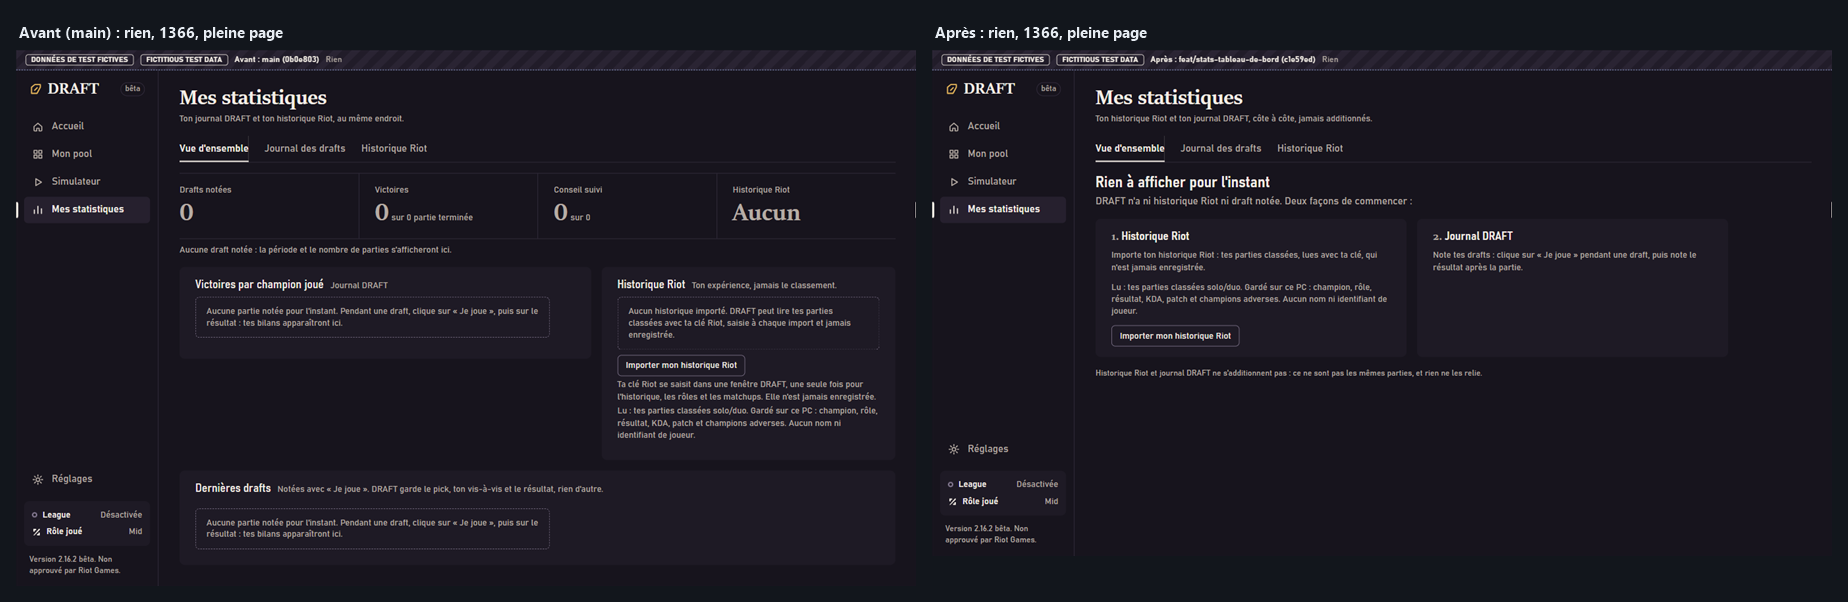 Avant (main) : rien, 1366, pleine page
DONNÉES DE TEST FICTIVES
FICTITIOUS TEST DATA
Avant : main (0b0e803)
Rien
DRAFT
bêta
Accueil
Mon pool
Simulateur
Mes statistiques
Réglages
League
Désactivée
Rôle joué
Mid
Version 2.16.2 bêta. Non
approuvé par Riot Games.
Mes statistiques
Ton journal DRAFT et ton historique Riot, au même endroit.
Vue d'ensemble
Journal des drafts
Historique Riot
Drafts notées
0
Victoires
0 sur 0 partie terminée
Conseil suivi
0 sur 0
Historique Riot
Aucun
Aucune draft notée : la période et le nombre de parties s'afficheront ici.
Victoires par champion joué
Journal DRAFT
Aucune partie notée pour l'instant. Pendant une draft, clique sur « Je joue », puis sur le
résultat : tes bilans apparaîtront ici.
Historique Riot
Ton expérience, jamais le classement.
Aucun historique importé. DRAFT peut lire tes parties
classées avec ta clé Riot, saisie à chaque import et jamais
enregistrée.
Importer mon historique Riot
Ta clé Riot se saisit dans une fenêtre DRAFT, une seule fois pour
l'historique, les rôles et les matchups. Elle n'est jamais enregistrée.
Lu : tes parties classées solo/duo. Gardé sur ce PC : champion, rôle,
résultat, KDA, patch et champions adverses. Aucun nom ni
identifiant de joueur.
Dernières drafts
Notées avec « Je joue ». DRAFT garde le pick, ton vis-à-vis et le résultat, rien d'autre.
Aucune partie notée pour l'instant. Pendant une draft, clique sur « Je joue », puis sur le
résultat : tes bilans apparaîtront ici.
Après : rien, 1366, pleine page
DONNÉES DE TEST FICTIVES
FICTITIOUS TEST DATA
Après : feat/stats-tableau-de-bord (c1e59ed)
Rien
DRAFT
bêta
Accueil
Mon pool
Simulateur
Mes statistiques
Réglages
League
Désactivée
Rôle joué
Mid
Version 2.16.2 bêta. Non
approuvé par Riot Games.
Mes statistiques
Ton historique Riot et ton journal DRAFT, côte à côte, jamais additionnés.
Vue d'ensemble
Journal des drafts
Historique Riot
Rien à afficher pour l'instant
DRAFT n'a ni historique Riot ni draft notée. Deux façons de commencer :
1. Historique Riot
Importe ton historique Riot : tes parties classées, lues avec ta clé, qui
n'est jamais enregistrée.
Lu : tes parties classées solo/duo. Gardé sur ce PC : champion, rôle,
résultat, KDA, patch et champions adverses. Aucun nom ni identifiant de
joueur.
Importer mon historique Riot
2. Journal DRAFT
Note tes drafts : clique sur « Je joue » pendant une draft, puis note le
résultat après la partie.
Historique Riot et journal DRAFT ne s'additionnent pas : ce ne sont pas les mêmes parties, et rien ne les relie.